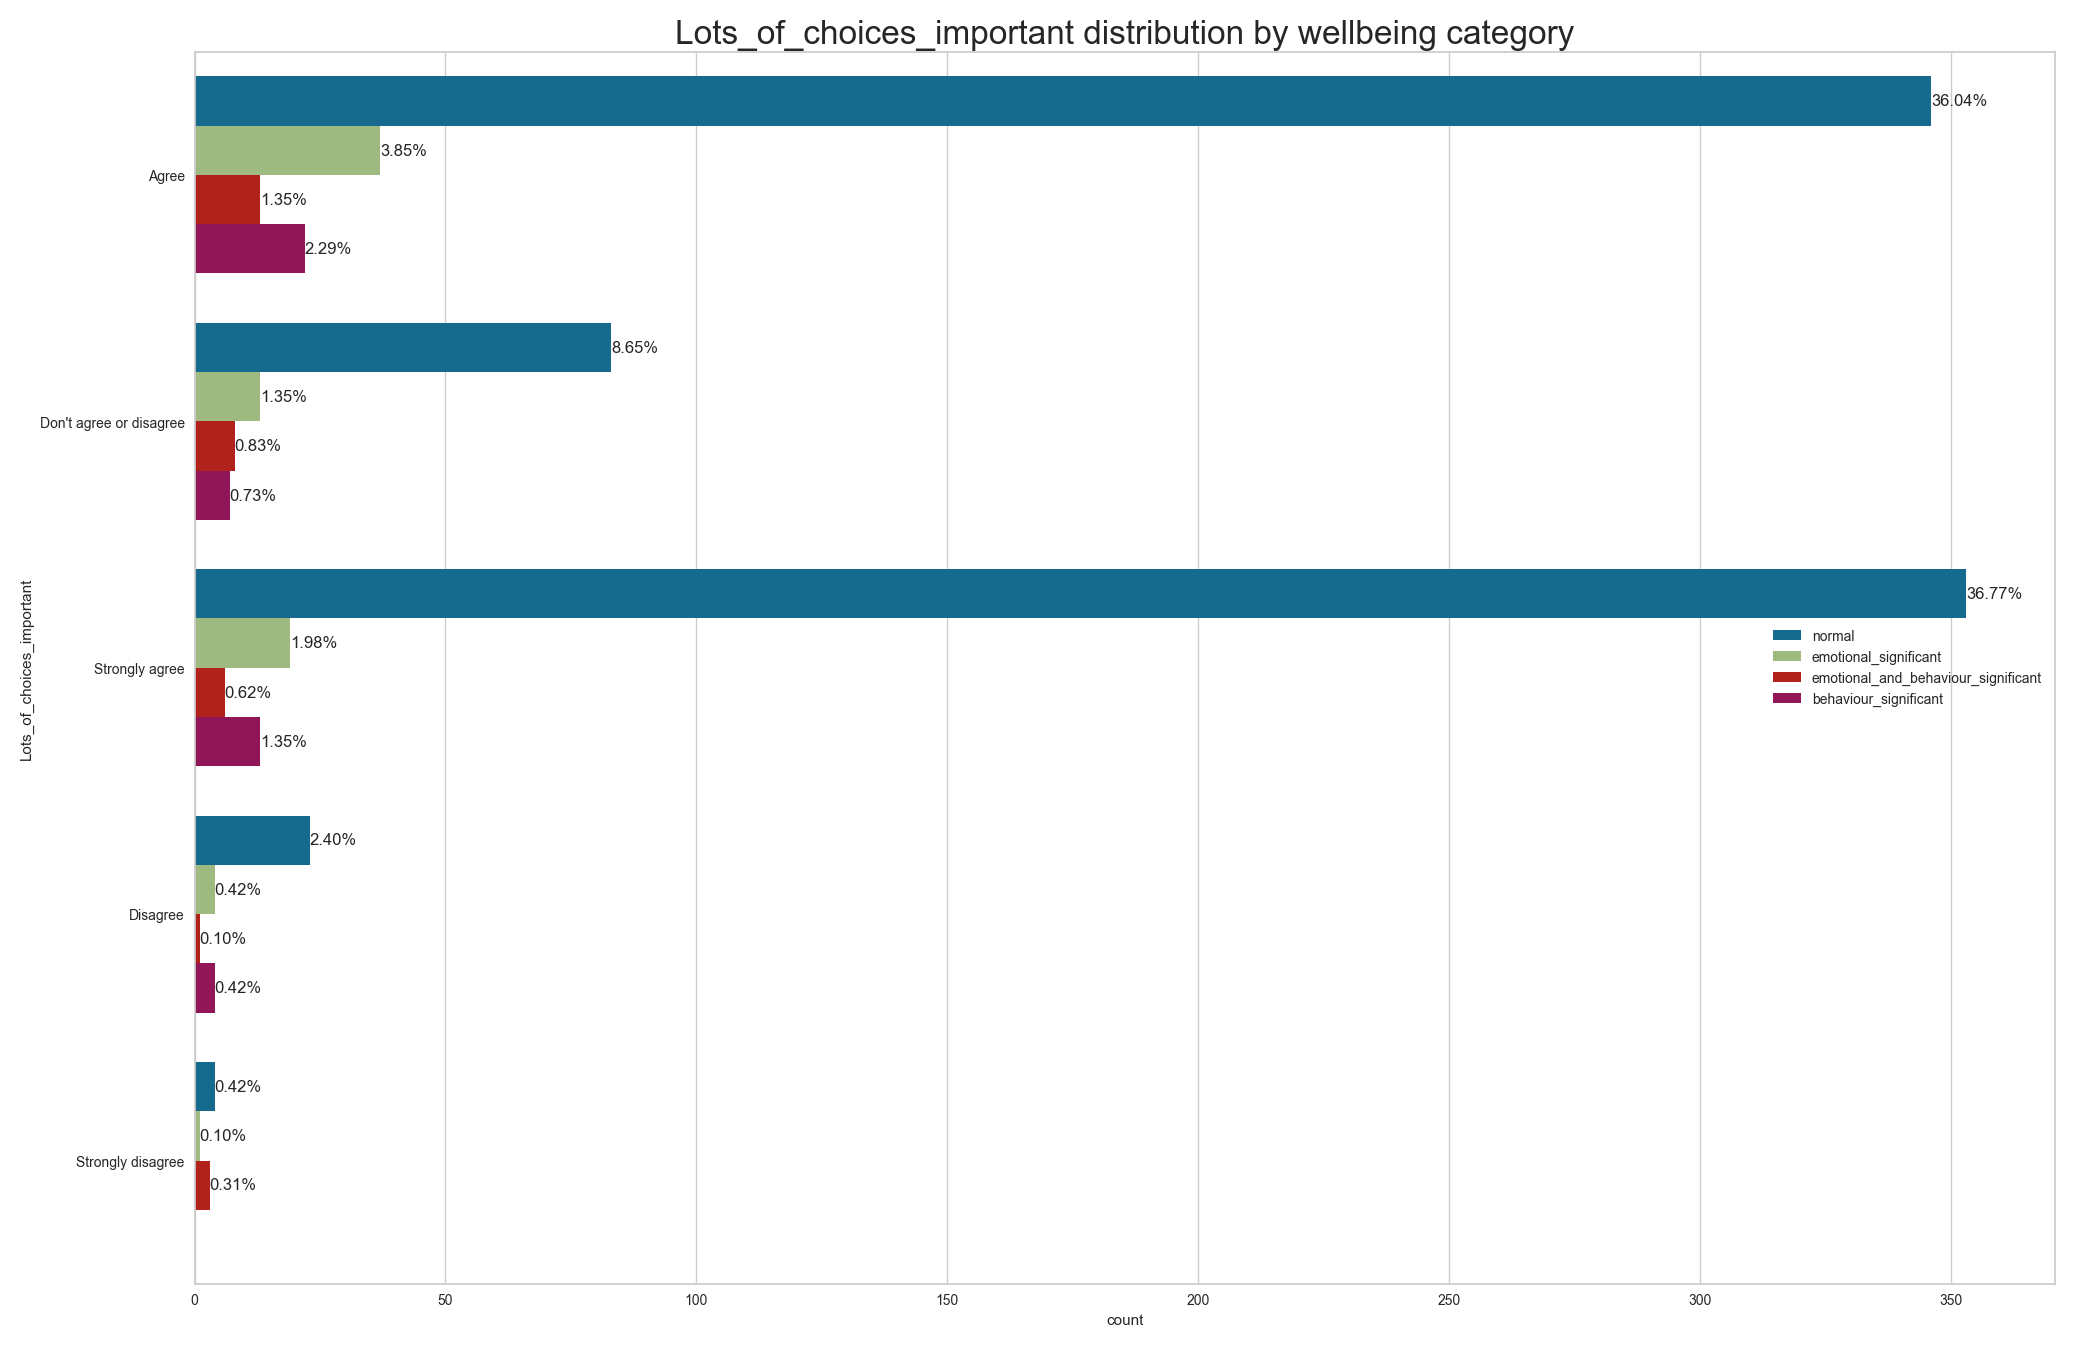 Lots_of_choices_important distribution by wellbeing category
Lots_of_choices_important
Agree
36.04%
3.85%
1.35%
2.29%
Don't agree or disagree
8.65%
1.35%
0.83%
0.73%
Strongly agree
36.77%
1.98%
0.62%
1.35%
Disagree
2.40%
0.42%
0.10%
0.42%
Strongly disagree
0.42%
0.10%
0.31%
normal
emotional_significant
emotional_and_behaviour_significant
behaviour_significant
0 50 100 150 200 250 300 350
count